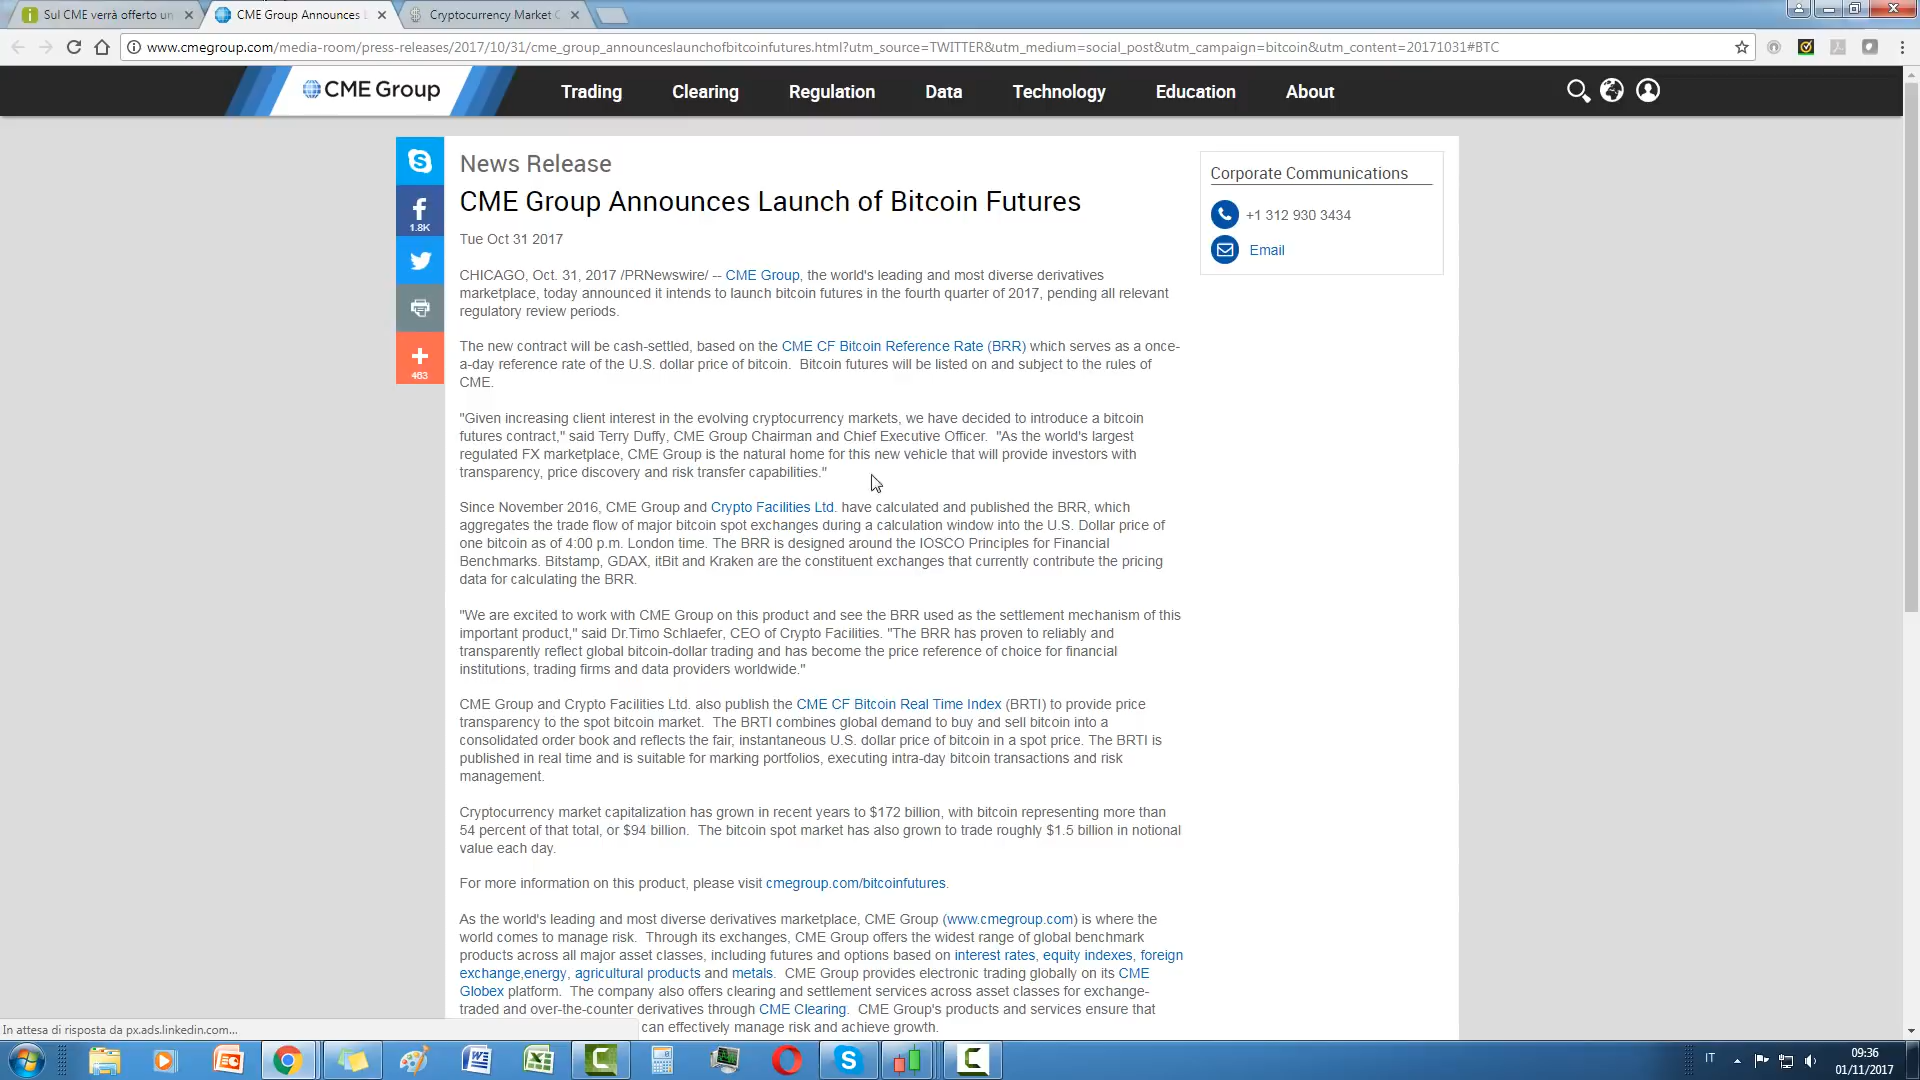 Sul CME verrà offerto un
CME Group Announces L
Cryptocurrency Market C
www.cmegroup.com/media-room/press-releases/2017/10/31/cme_group_announceslaunchofbitcoinfutures.html?utm_source=TWITTER&utm_medium=social_post&utm_campaign=bitcoin&utm_content=20171031#BTC
CME Group
Trading
Clearing
Regulation
Data
Technology
Education
About
1.8K
463
News Release
CME Group Announces Launch of Bitcoin Futures
Tue Oct 31 2017
CHICAGO, Oct. 31, 2017 /PRNewswire/ -- CME Group, the world's leading and most diverse derivatives
marketplace, today announced it intends to launch bitcoin futures in the fourth quarter of 2017, pending all relevant
regulatory review periods.
The new contract will be cash-settled, based on the CME CF Bitcoin Reference Rate (BRR) which serves as a once-
a-day reference rate of the U.S. dollar price of bitcoin.  Bitcoin futures will be listed on and subject to the rules of
CME.
"Given increasing client interest in the evolving cryptocurrency markets, we have decided to introduce a bitcoin
futures contract," said Terry Duffy, CME Group Chairman and Chief Executive Officer.  "As the world's largest
regulated FX marketplace, CME Group is the natural home for this new vehicle that will provide investors with
transparency, price discovery and risk transfer capabilities."
Since November 2016, CME Group and Crypto Facilities Ltd. have calculated and published the BRR, which
aggregates the trade flow of major bitcoin spot exchanges during a calculation window into the U.S. Dollar price of
one bitcoin as of 4:00 p.m. London time. The BRR is designed around the IOSCO Principles for Financial
Benchmarks. Bitstamp, GDAX, itBit and Kraken are the constituent exchanges that currently contribute the pricing
data for calculating the BRR.
"We are excited to work with CME Group on this product and see the BRR used as the settlement mechanism of this
important product," said Dr.Timo Schlaefer, CEO of Crypto Facilities. "The BRR has proven to reliably and
transparently reflect global bitcoin-dollar trading and has become the price reference of choice for financial
institutions, trading firms and data providers worldwide."
CME Group and Crypto Facilities Ltd. also publish the CME CF Bitcoin Real Time Index (BRTI) to provide price
transparency to the spot bitcoin market.  The BRTI combines global demand to buy and sell bitcoin into a
consolidated order book and reflects the fair, instantaneous U.S. dollar price of bitcoin in a spot price. The BRTI is
published in real time and is suitable for marking portfolios, executing intra-day bitcoin transactions and risk
management.
Cryptocurrency market capitalization has grown in recent years to $172 billion, with bitcoin representing more than
54 percent of that total, or $94 billion.  The bitcoin spot market has also grown to trade roughly $1.5 billion in notional
value each day.
For more information on this product, please visit cmegroup.com/bitcoinfutures.
As the world's leading and most diverse derivatives marketplace, CME Group (www.cmegroup.com) is where the
world comes to manage risk.  Through its exchanges, CME Group offers the widest range of global benchmark
products across all major asset classes, including futures and options based on interest rates, equity indexes, foreign
exchange,energy, agricultural products and metals.  CME Group provides electronic trading globally on its CME
Globex platform.  The company also offers clearing and settlement services across asset classes for exchange-
traded and over-the-counter derivatives through CME Clearing.  CME Group's products and services ensure that
can effectively manage risk and achieve growth.
Corporate Communications
+1 312 930 3434
Email
In attesa di risposta da px.ads.linkedin.com...
IT
09:36
01/11/2017